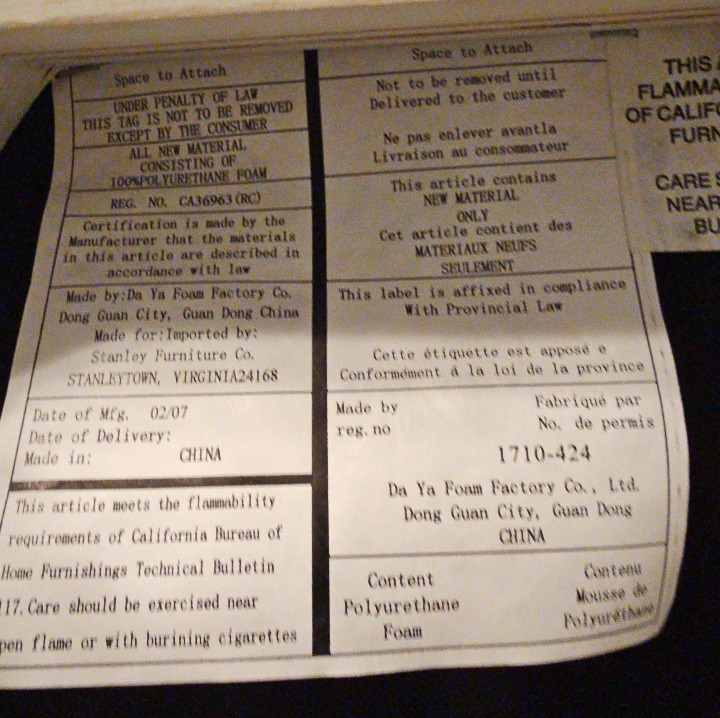 Space to Attach
UNDER PENALTY OF LAW
THIS TAG IS NOT TO BE REMOVED
EXCEPT BY THE CONSUMER
ALL NEW MATERIAL
CONSISTING OF
100%POLYURETHANE FOAM
REG. NO. CA36963(RC)
Certification is made by the
Manufacturer that the materials
in this article are described in
accordance with law
Made by:Da Ya Foam Factory Co.
Dong Guan City, Guan Dong China
Made for:Imported by:
Stanley Furniture Co.
STANLEYTOWN, VIRGINIA24168
Date of Mfg. 02/07
Date of Delivery:
Made in: CHINA
This article meets the flammability
requirements of California Bureau of
Home Furnishings Technical Bulletin
117.Care should be exercised near
pen flame or with burining cigarettes
Space to Attach
Not to be removed until
Delivered to the customer
Ne pas enlever avantla
Livraison au consommateur
This article contains
NEW MATERIAL
ONLY
Cet article contient des
MATERIAUX NEUFS
SEULEMENT
This label is affixed in compliance
With Provincial Law
Cette étiquette est apposé e
Conformément á la loi de la province
Made by Fabriqué par
reg.no No. de permis
1710-424
Da Ya Foam Factory Co., Ltd.
Dong Guan City, Guan Dong
CHINA
Content
Polyurethane
Foam
Contenu
Mousse de
Polyuréthane
THIS
FLAMMA
OF CALIFO
FURN
CARE S
NEAR
BU